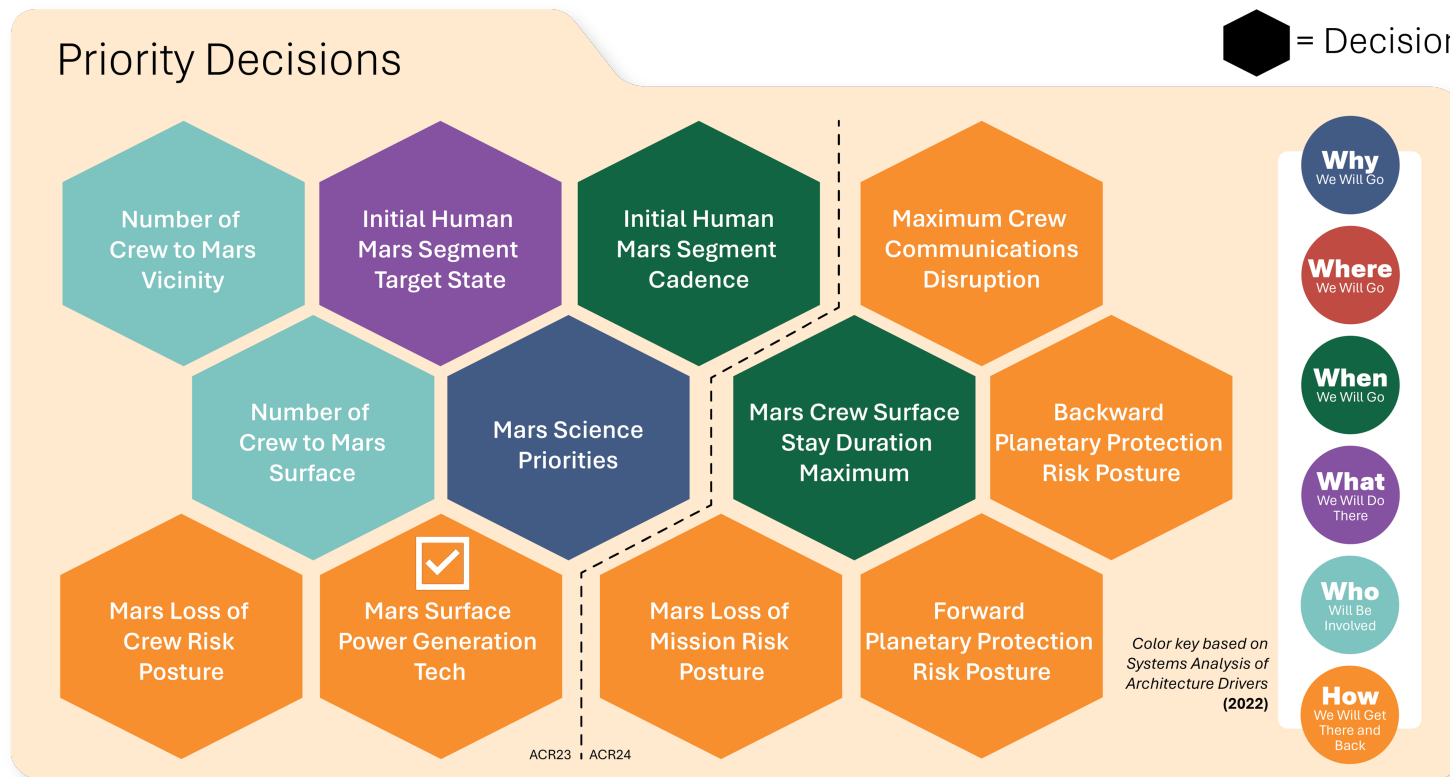 Priority Decisions
= Decision
Number of
Crew to Mars
Vicinity
Initial Human
Mars Segment
Target State
Initial Human
Mars Segment
Cadence
Maximum Crew
Communications
Disruption
Number of
Crew to Mars
Surface
Mars Science
Priorities
Mars Crew Surface
Stay Duration
Maximum
Backward
Planetary Protection
Risk Posture
Mars Loss of
Crew Risk
Posture
Mars Surface
Power Generation
Tech
Mars Loss of
Mission Risk
Posture
Forward
Planetary Protection
Risk Posture
ACR23
ACR24
Color key based on
Systems Analysis of
Architecture Drivers
(2022)
Why
We Will Go
Where
We Will Go
When
We Will Go
What
We Will Do
There
Who
Will Be
Involved
How
We Will Get
There and
Back